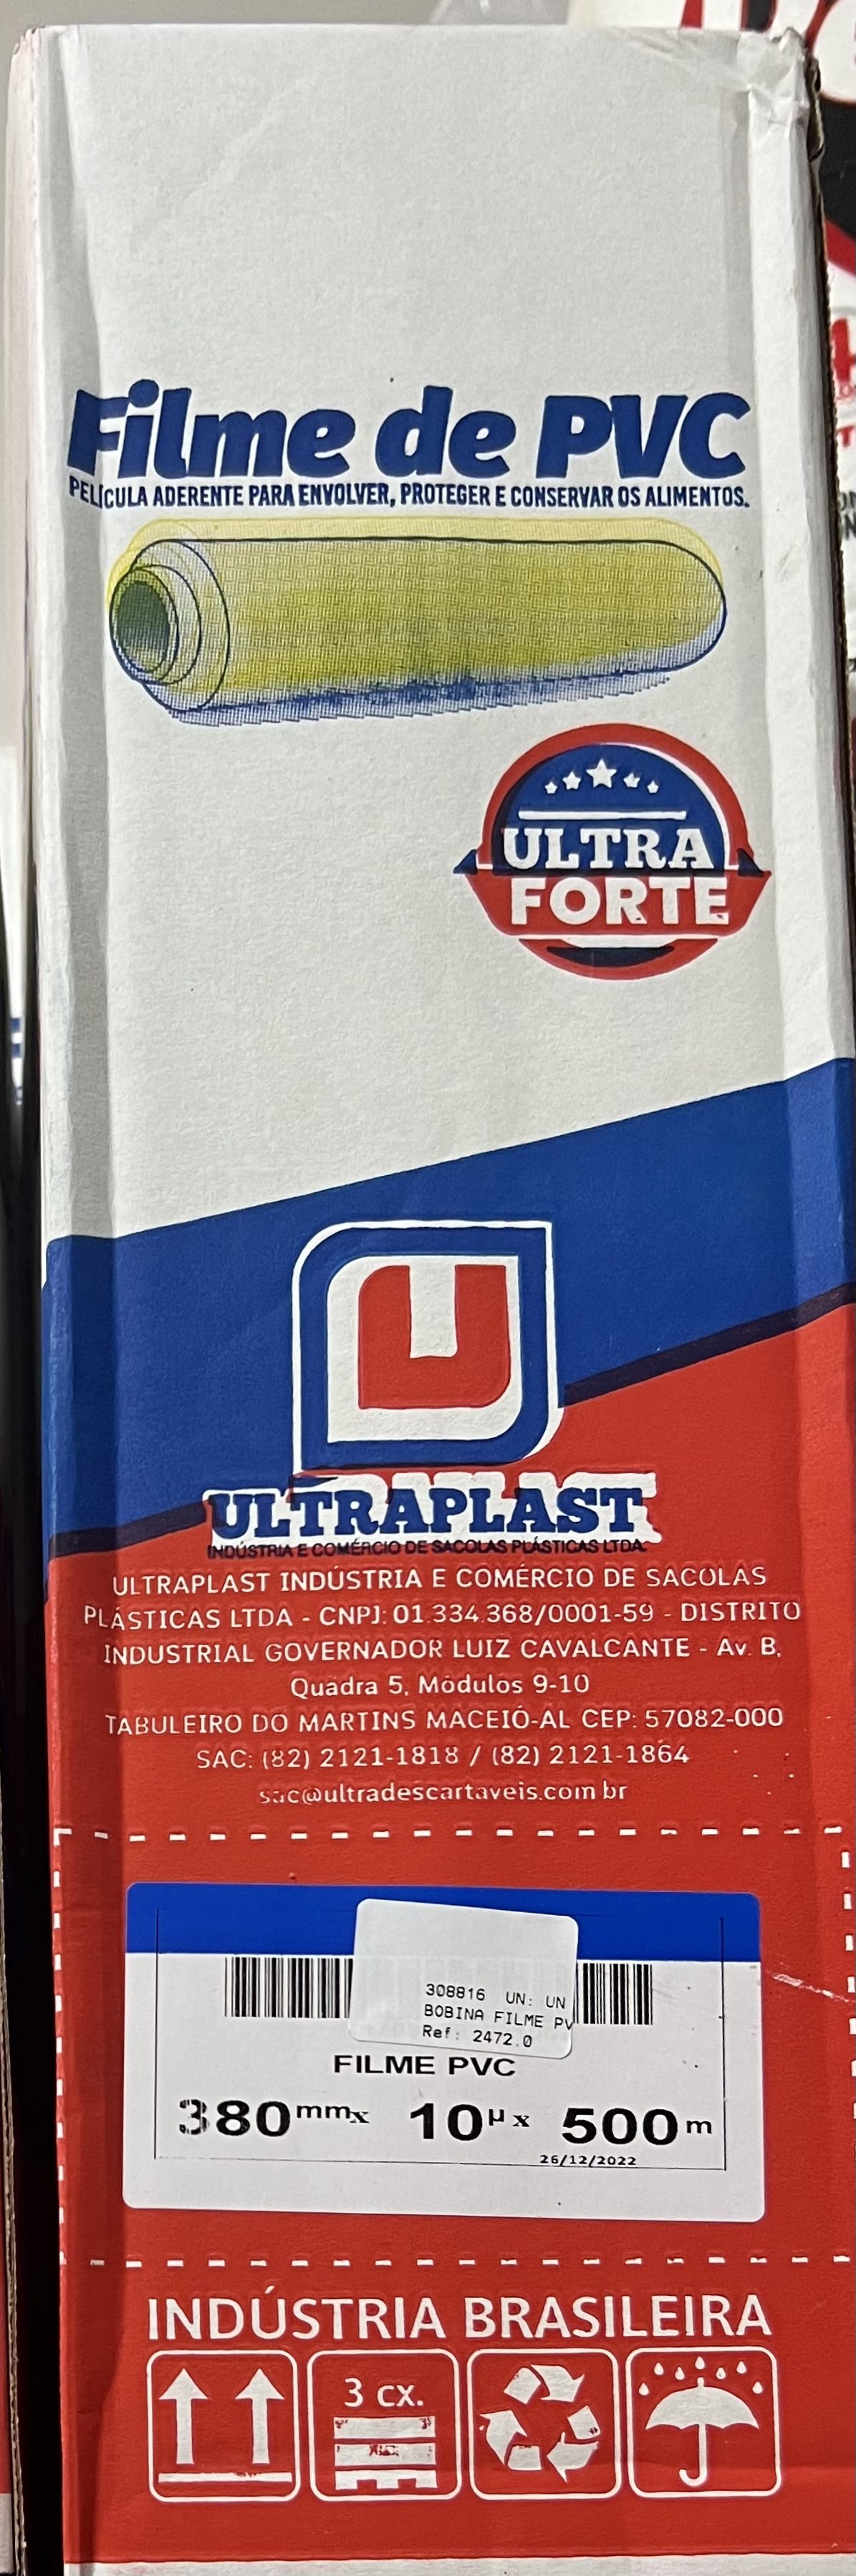 Filme de PVC
PELÍCULA ADERENTE PARA ENVOLVER, PROTEGER E CONSERVAR OS ALIMENTOS.
ULTRA
FORTE
ULTRAPLAST
INDÚSTRIA E COMÉRCIO DE SACOLAS PLÁSTICAS LTDA.
ULTRAPLAST INDÚSTRIA E COMÉRCIO DE SACOLAS
PLÁSTICAS LTDA - CNPJ: 01.334.368/0001-59 - DISTRITO
INDUSTRIAL GOVERNADOR LUIZ CAVALCANTE - Av. B,
Quadra 5, Módulos 9-10
TABULEIRO DO MARTINS MACEIÓ-AL CEP: 57082-000
SAC: (82) 2121-1818 / (82) 2121-1864
sac@ultradescartaveis.com.br
308816 UN: UN
BOBINA FILME PV
Ref: 2472.0
FILME PVC
380mm x 10µ x 500m
26/12/2022
INDÚSTRIA BRASILEIRA
3 cx.